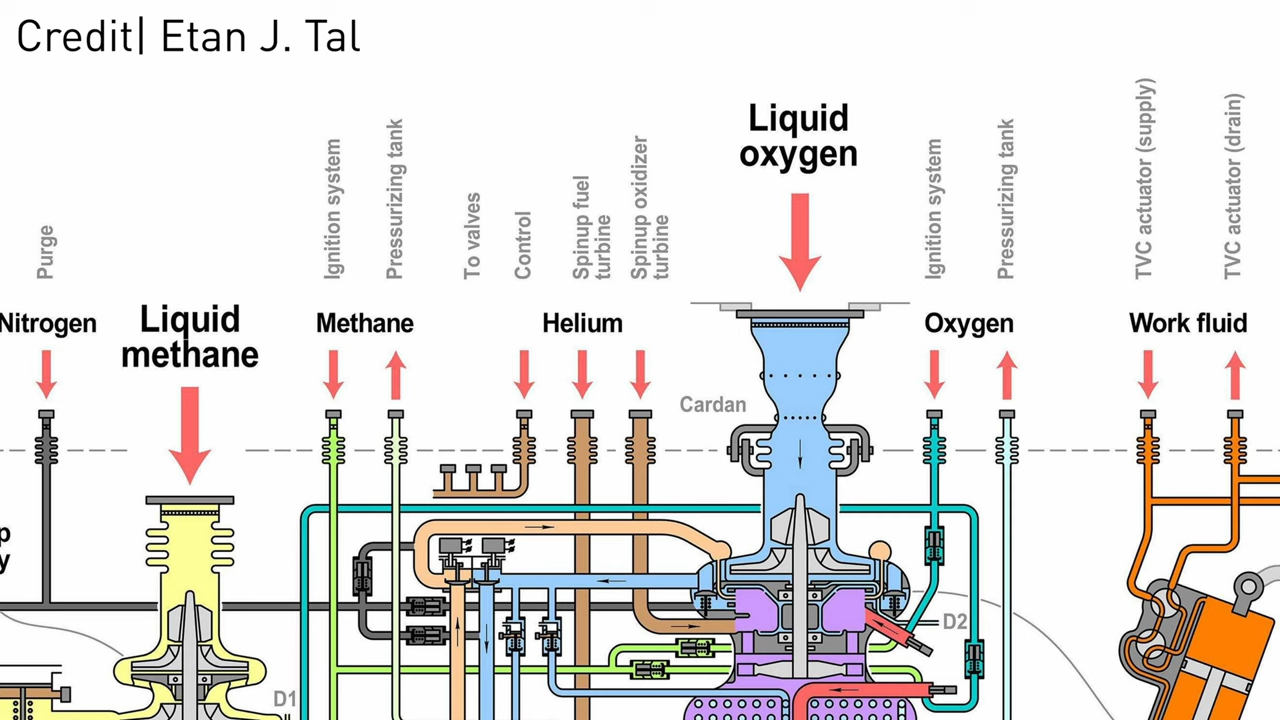 Credit| Etan J. Tal
Purge
Ignition system
Pressurizing tank
To valves
Control
Spinup fuel
turbine
Spinup oxidizer
turbine
Liquid
oxygen
Ignition system
Pressurizing tank
TVC actuator (supply)
TVC actuator (drain)
Nitrogen
Liquid
methane
Methane
Helium
Oxygen
Work fluid
Cardan
p
y
D2
D1